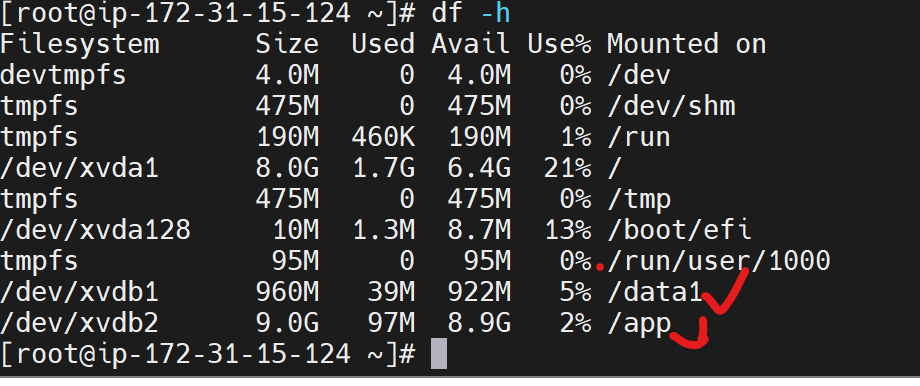 [root@ip-172-31-15-124 ~]# df -h
Filesystem      Size  Used Avail Use% Mounted on
devtmpfs        4.0M     0  4.0M   0% /dev
tmpfs           475M     0  475M   0% /dev/shm
tmpfs           190M  460K  190M   1% /run
/dev/xvda1      8.0G  1.7G  6.4G  21% /
tmpfs           475M     0  475M   0% /tmp
/dev/xvda128     10M  1.3M  8.7M  13% /boot/efi
tmpfs            95M     0   95M   0% /run/user/1000
/dev/xvdb1      960M   39M  922M   5% /data1
/dev/xvdb2      9.0G   97M  8.9G   2% /app
[root@ip-172-31-15-124 ~]#